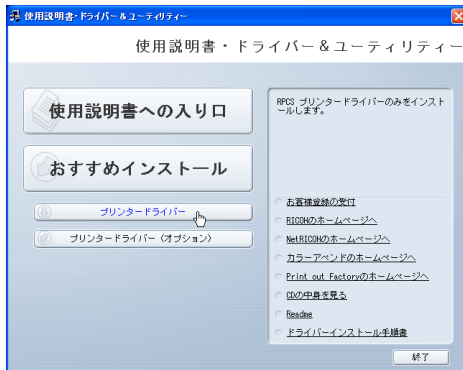 使用説明書・ドライバー＆ユーティリティー
使用説明書・ドライバー＆ユーティリティー
使用説明書への入り口
おすすめインストール
プリンタードライバー
プリンタードライバー（オプション）
RPCS プリンタードライバーのみをインスト
ールします。
お客様登録の受付
RICOHのホームページへ
NetRICOHのホームページへ
カラーアペンドのホームページへ
Print out Factoryのホームページへ
CDの中身を見る
Readme
ドライバーインストール手順書
終了